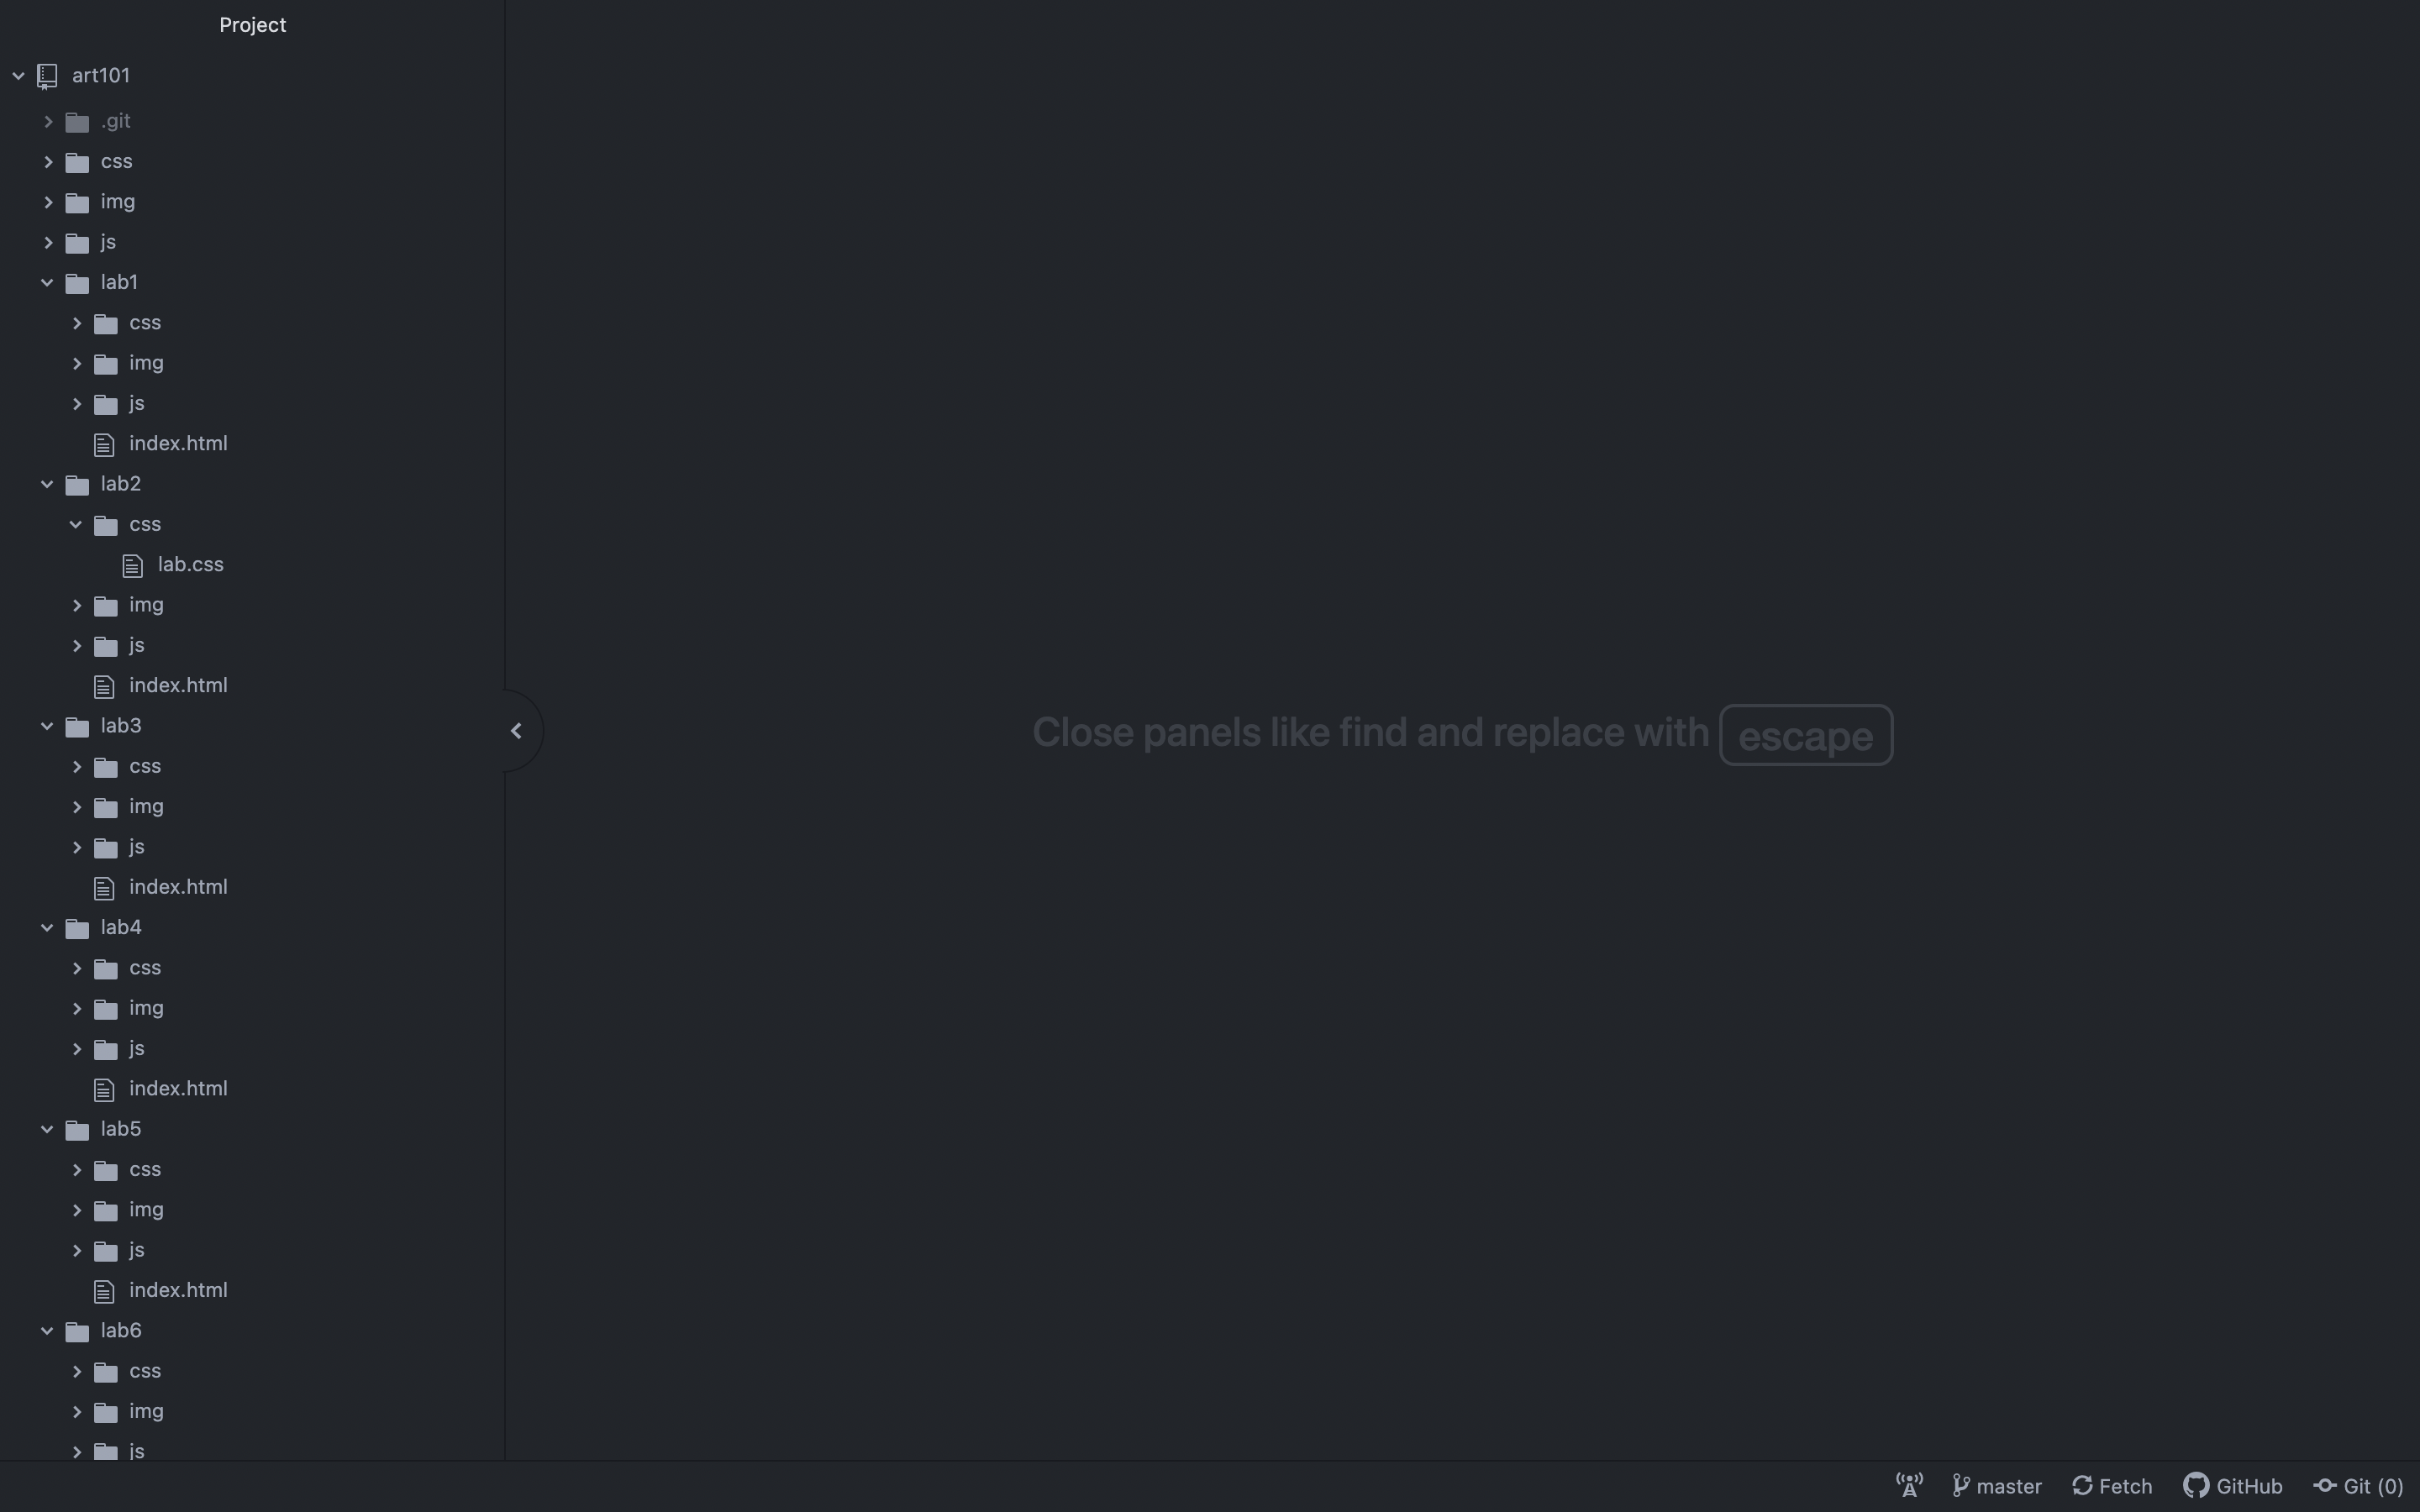 Project
art101
.git
css
img
js
lab1
css
img
js
index.html
lab2
css
lab.css
img
js
index.html
lab3
css
img
js
index.html
lab4
css
img
js
index.html
lab5
css
img
js
index.html
lab6
css
img
js
Close panels like find and replace with escape
master Fetch GitHub Git (0)